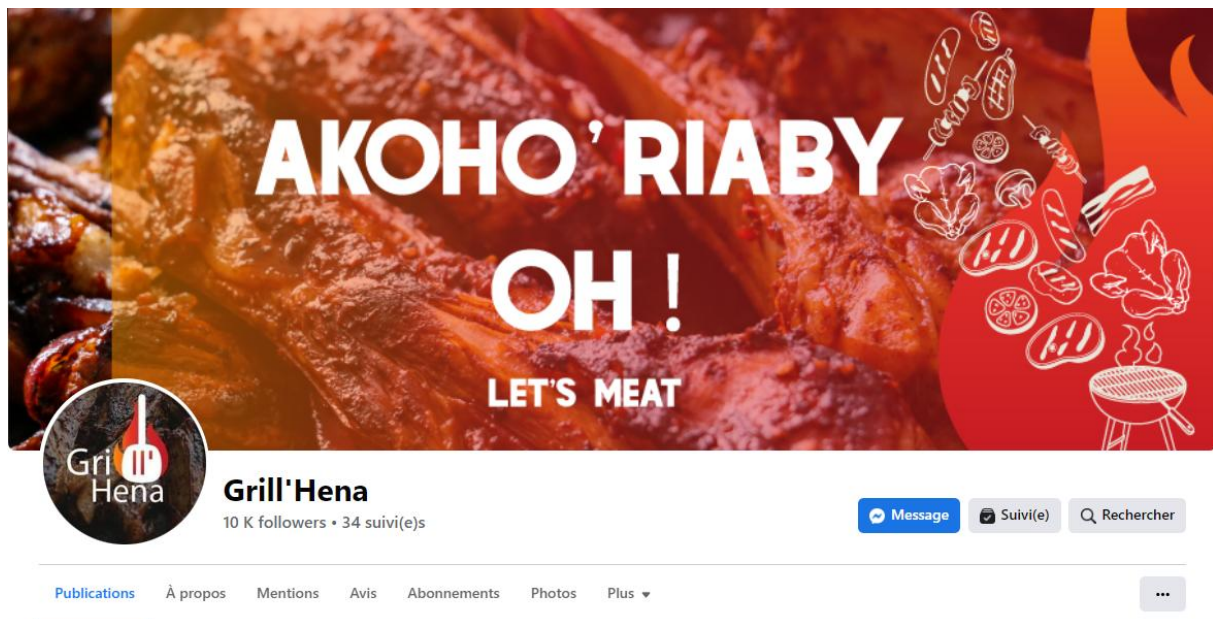 AKOHO'RIABY
OH !
LET'S MEAT
Grill
Hena
Grill'Hena
10 K followers • 34 suivi(e)s
Message
Suivi(e)
Rechercher
Publications
À propos
Mentions
Avis
Abonnements
Photos
Plus